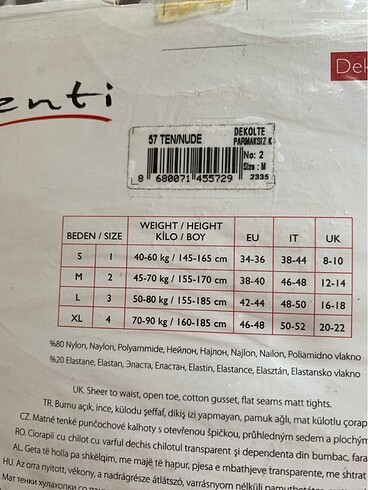 enti
Dek
57 TEN/NUDE
DEKOLTE
PARMAKSIZ K
No: 2
Size: M
8 680071 455729
2335
BEDEN / SIZE WEIGHT / HEIGHT KİLO / BOY EU IT UK
S 1 40-60 kg / 145-165 cm 34-36 38-44 8-10
M 2 45-70 kg / 155-170 cm 38-40 46-48 12-14
L 3 50-80 kg / 155-185 cm 42-44 48-50 16-18
XL 4 70-90 kg / 160-185 cm 46-48 50-52 20-22
%80 Nylon, Naylon, Polyammide, Нейлон, Најлон, Najlon, Nailon, Poliamidno vlakno
%20 Elastane, Elastan, Эласта, Еластан, Elastin, Elastince, Elasztán, Elastansko vlakno
UK. Sheer to waist, open toe, cotton gusset, flat seams matt tights.
TR. Burnu açık, ince, külodu şeffaf, dikiş izi yapmayan, pamuk ağlı, mat külotlu çorap
CZ. Matné tenké punčochové kalhoty s otevřenou špičkou, průhledným sedem a plochým
RO. Ciorapii cu chilot cu varful dechis chilotul transparent şi dependinta din bumbac, fara
AL. Geta të holla pa shkëlqim, me majë të hapur, pjesa e mbathjeve transparente, me shtrat
HU. Az orra nyitott, vékony, a nadrágrésze átlátszó, varrásnyom nélküli pamuthatású
Мат тенки хулахопки со